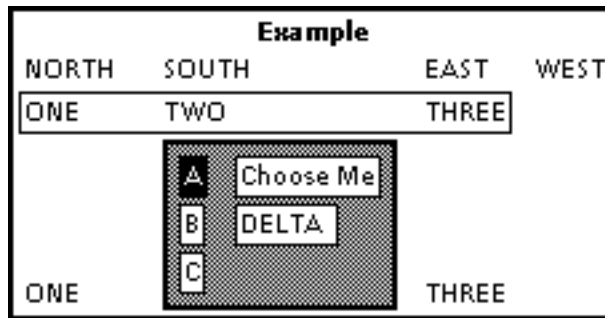 Example
NORTH SOUTH EAST WEST
ONE TWO THREE
A Choose Me
B DELTA
C
ONE THREE